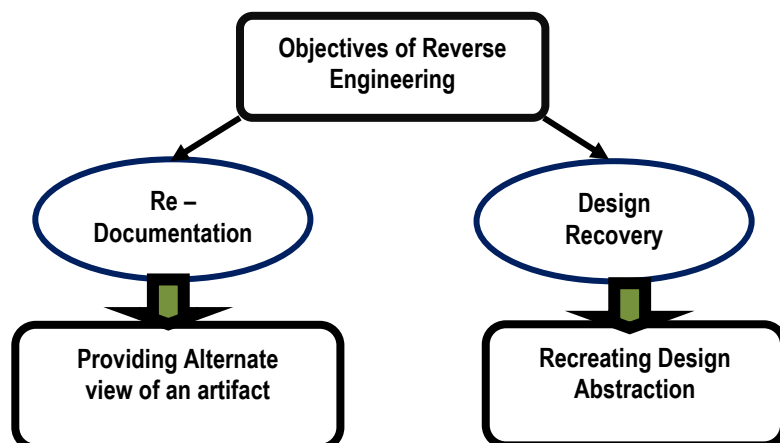 Objectives of Reverse
Engineering
Re –
Documentation
Design
Recovery
Providing Alternate
view of an artifact
Recreating Design
Abstraction